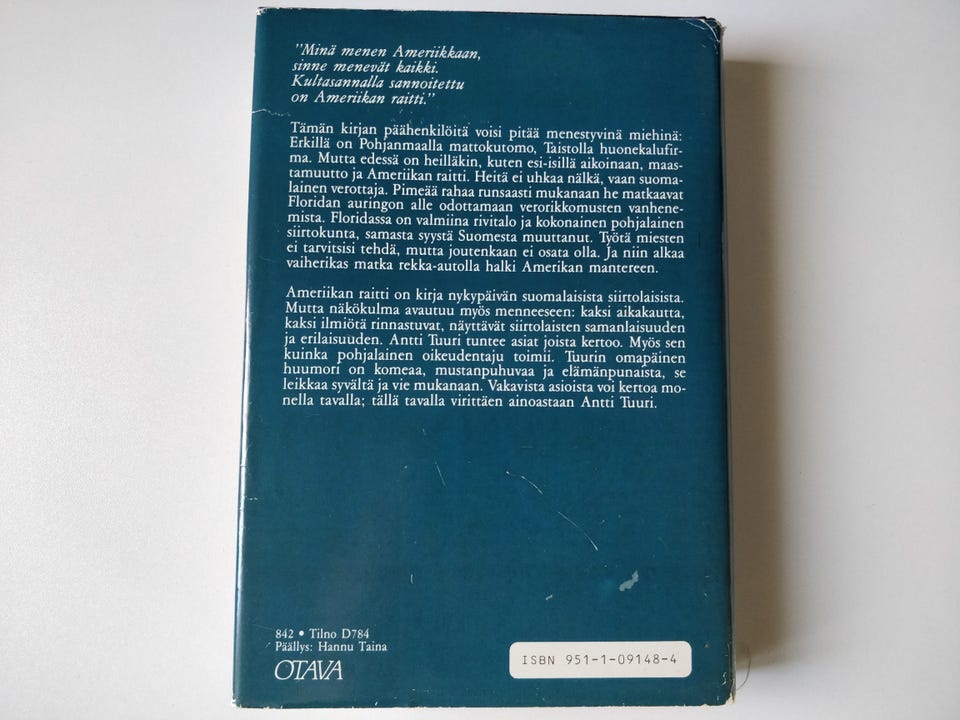 "Minä menen Ameriikkaan,
sinne menevät kaikki.
Kultasannalla sannoitettu
on Ameriikan raitti."
Tämän kirjan päähenkilöitä voisi pitää menestyvinä miehinä:
Erkillä on Pohjanmaalla mattokutomo, Taistolla huonekalufir-
ma. Mutta edessä on heilläkin, kuten esi-isillä aikoinaan, maas-
tamuutto ja Ameriikan raitti. Heitä ei uhkaa nälkä, vaan suoma-
lainen verottaja. Pimeää rahaa runsaasti mukanaan he matkaavat
Floridan auringon alle odottamaan verorikkomusten vanhene-
mista. Floridassa on valmiina rivitalo ja kokonainen pohjalainen
siirtokunta, samasta syystä Suomesta muuttanut. Työtä miesten
ei tarvitsisi tehdä, mutta joutenkaan ei osata olla. Ja niin alkaa
vaiherikas matka rekka-autolla halki Amerikan mantereen.
Ameriikan raitti on kirja nykypäivän suomalaisista siirtolaisista.
Mutta näkökulma avautuu myös menneeseen: kaksi aikakautta,
kaksi ilmiötä rinnastuvat, näyttävät siirtolaisten samanlaisuuden
ja erilaisuuden. Antti Tuuri tuntee asiat joista kertoo. Myös sen
kuinka pohjalainen oikeudentaju toimii. Tuurin omapäinen
huumori on komeaa, mustanpuhuvaa ja elämänpunaista, se
leikkaa syvältä ja vie mukanaan. Vakavista asioista voi kertoa mo-
nella tavalla; tällä tavalla virittäen ainoastaan Antti Tuuri.
842 • Tilno D784
Päällys: Hannu Taina
OTAVA
ISBN 951-1-09148-4